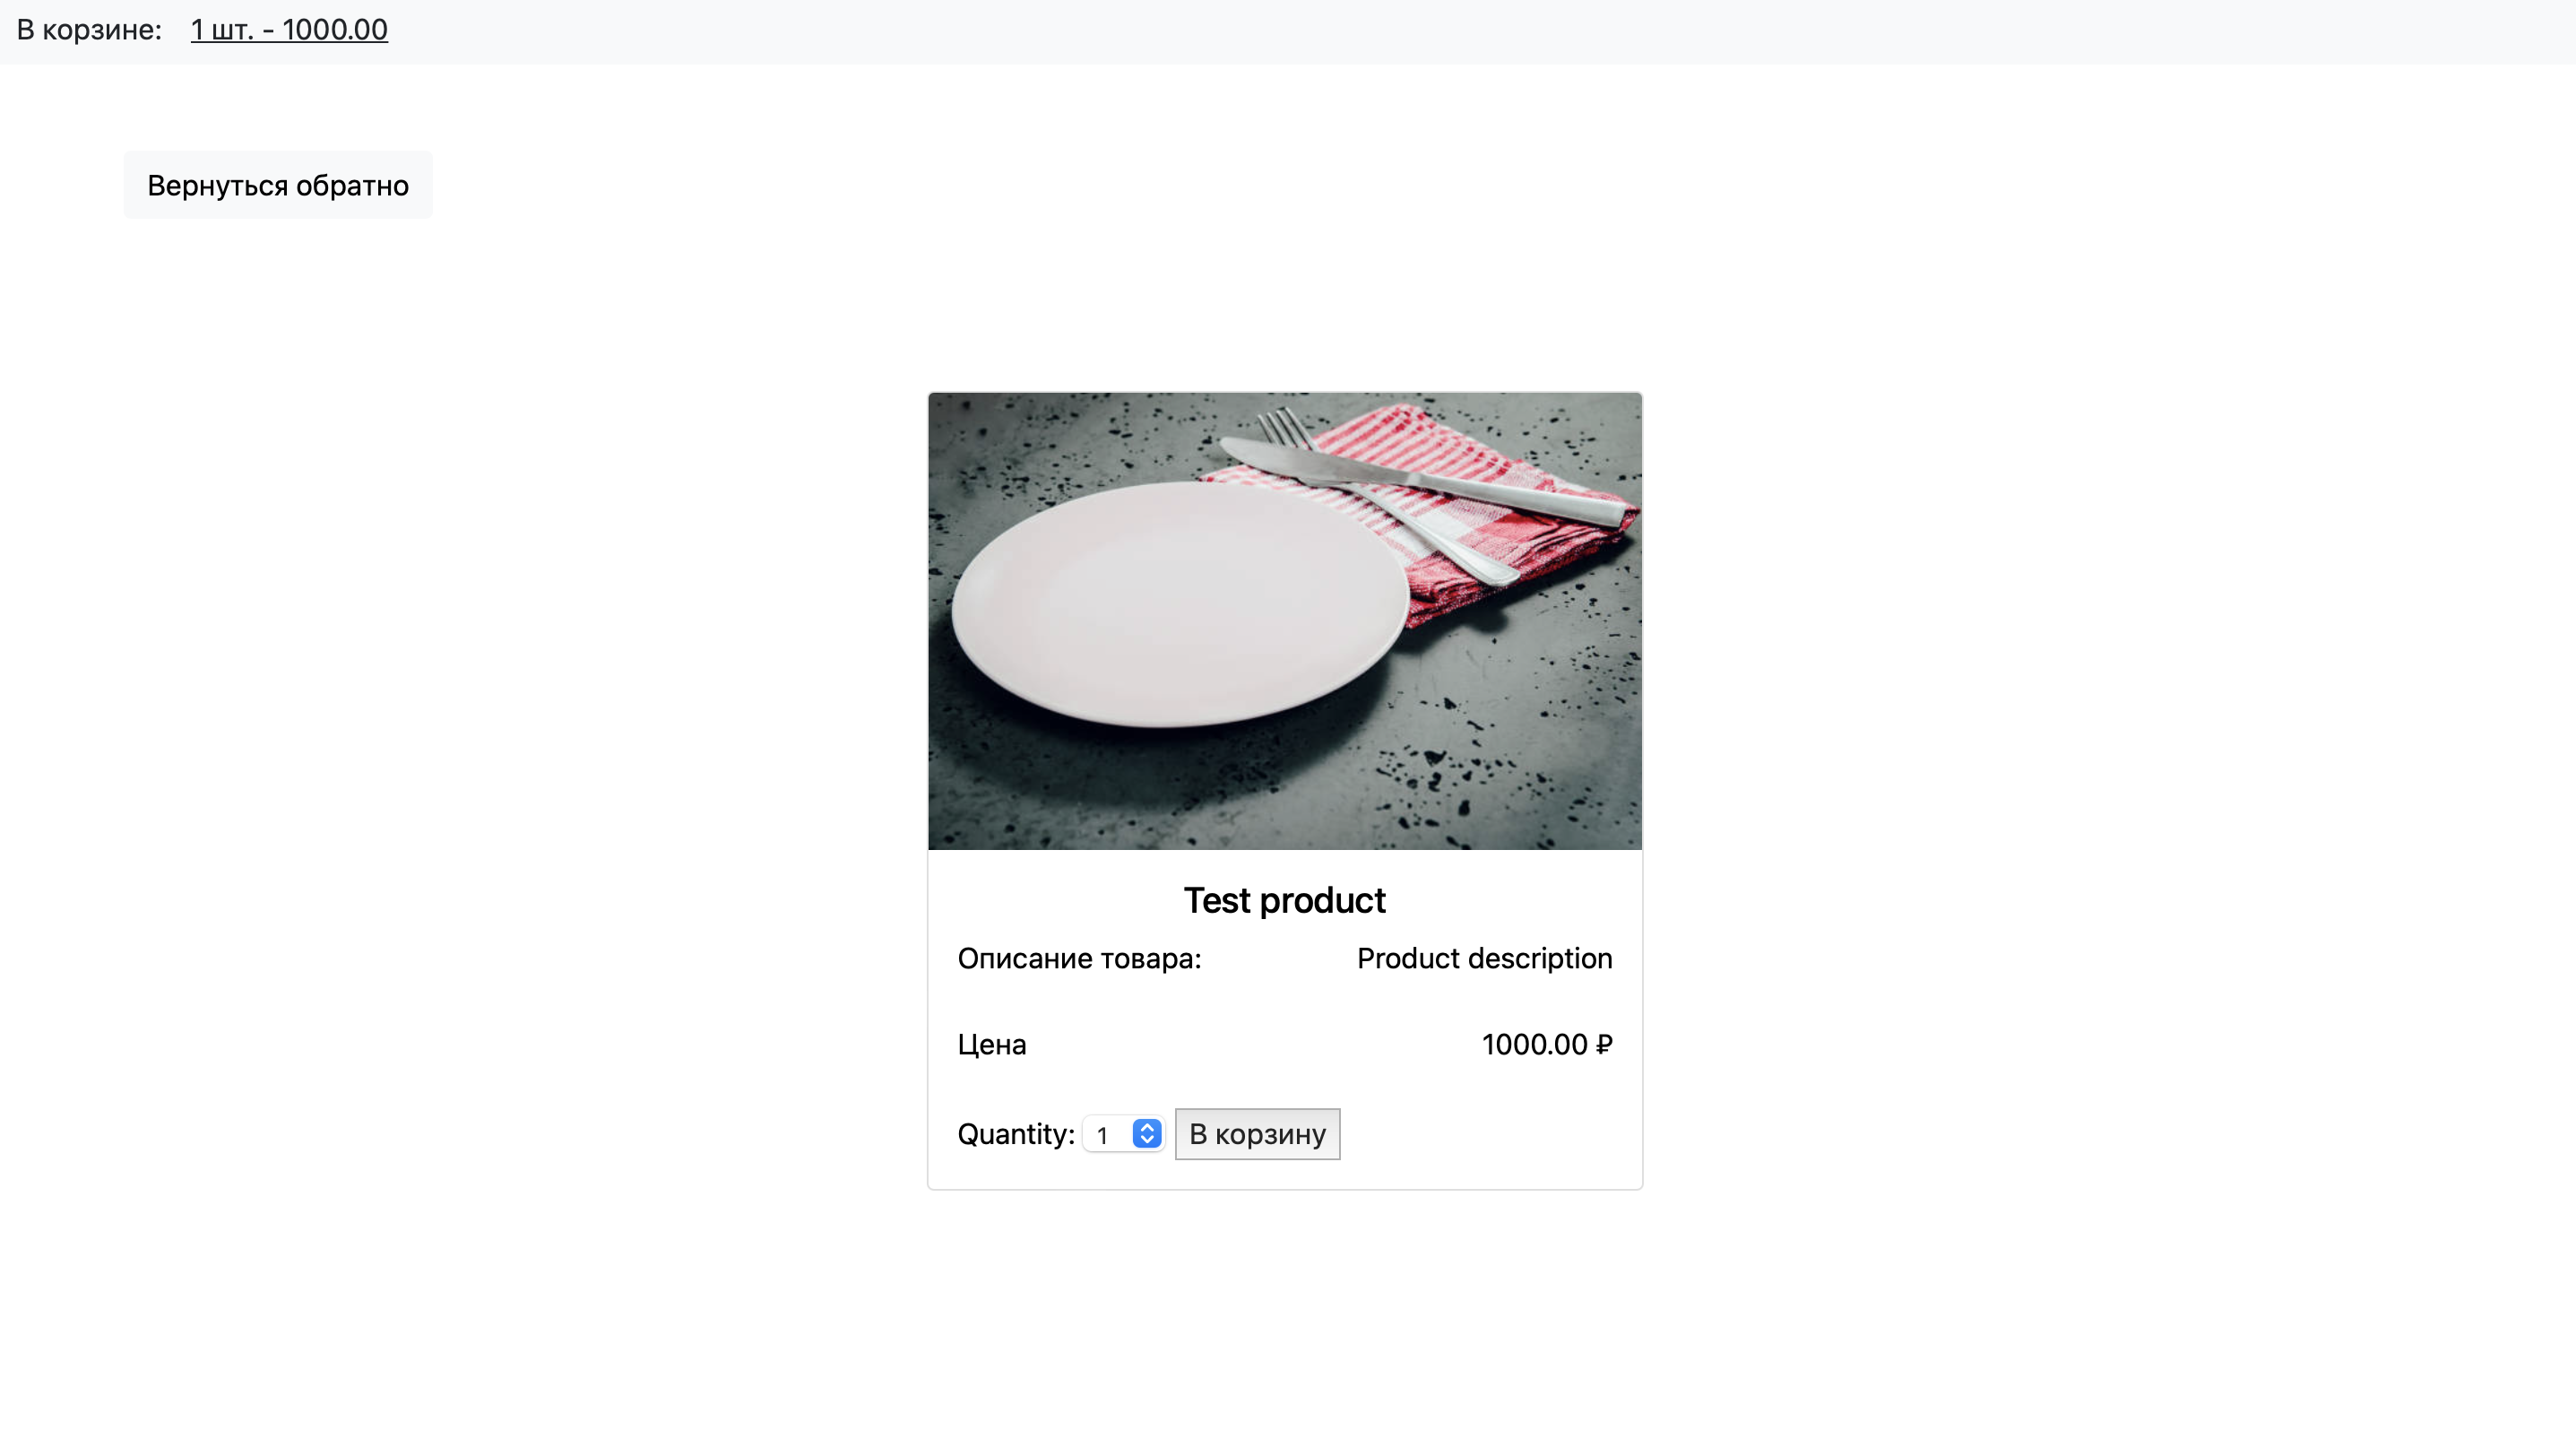 В корзине: 1 шт. - 1000.00
Вернуться обратно
Test product
Описание товара: Product description
Цена 1000.00 ₽
Quantity: 1 В корзину